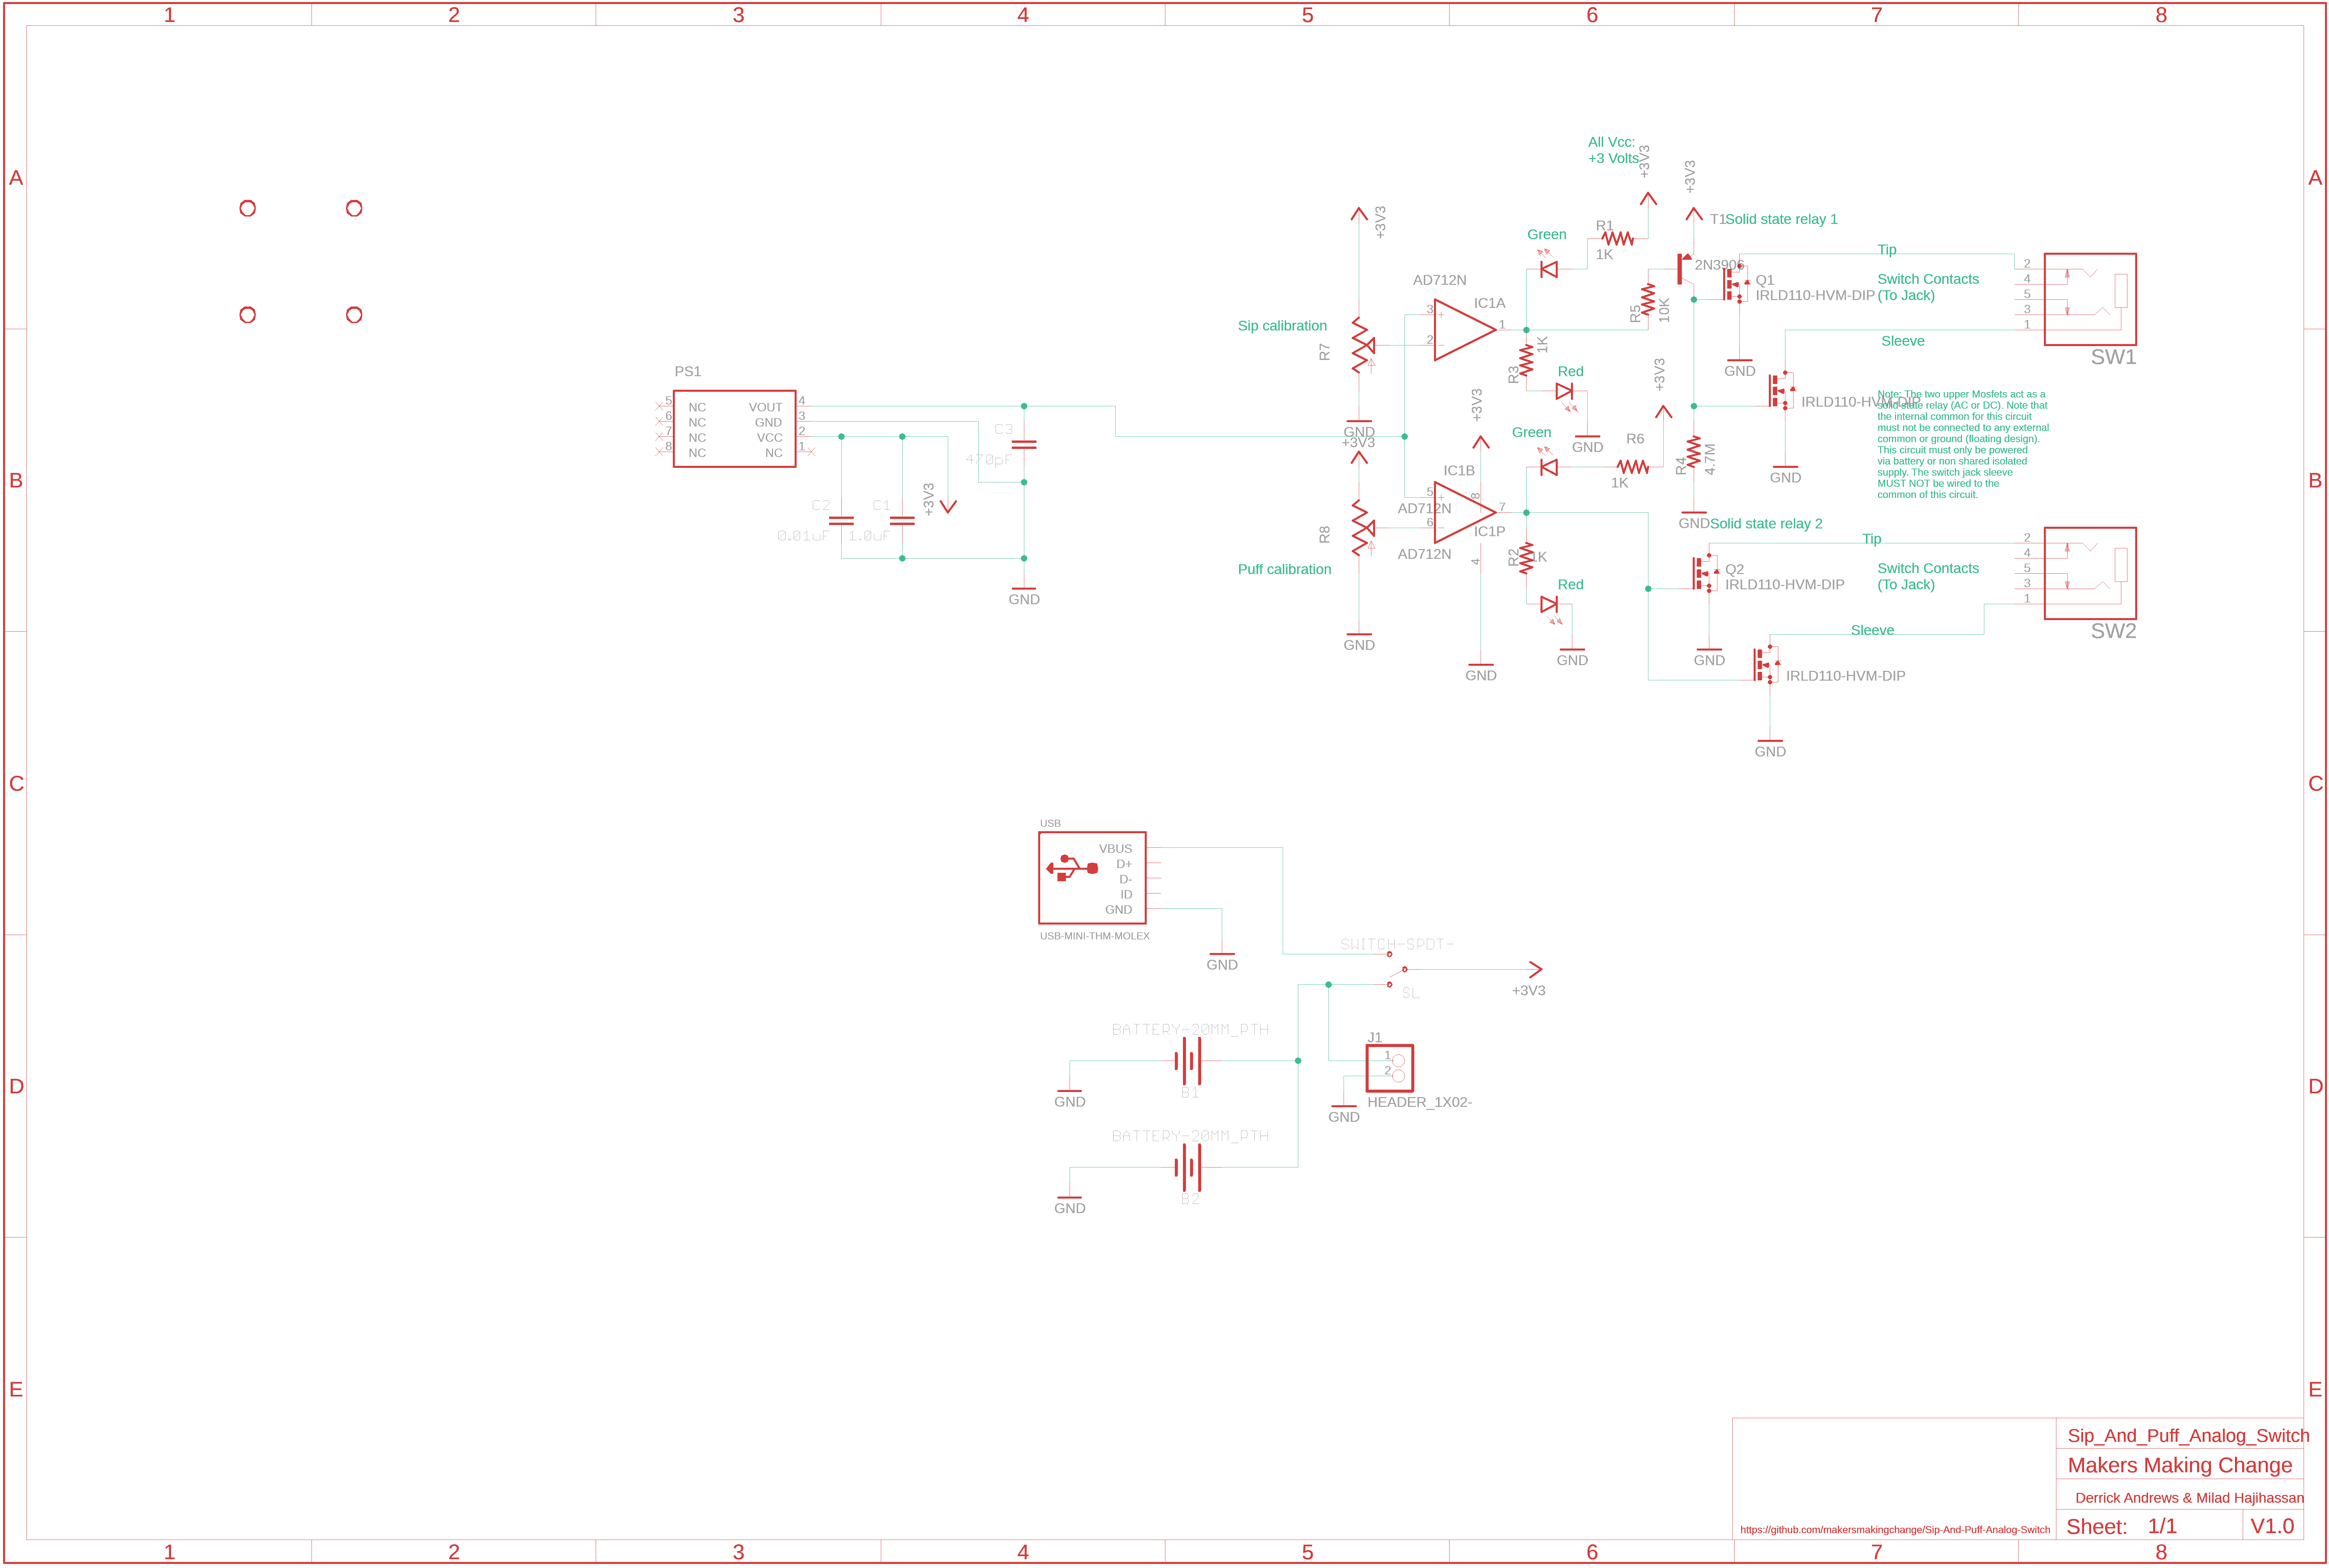 1 2 3 4 5 6 7 8
A
A
All Vcc:
+3 Volts
+3V3
+3V3
+3V3
T1
Solid state relay 1
Green
R1
1K
2N3906
Tip
Q1
IRLD110-HVM-DIP
Switch Contacts
(To Jack)
2
4
5
3
1
SW1
AD712N
IC1A
3
2
1
R5
10K
Sip calibration
R7
R3
1K
Red
Sleeve
GND
GND
GND
+3V3
IRLD110-HVM-DIP
Note: The two upper Mosfets act as a
solid state relay (AC or DC). Note that
the internal common for this circuit
must not be connected to any external
common or ground (floating design).
This circuit must only be powered
via battery or non shared isolated
supply. The switch jack sleeve
MUST NOT be wired to the
common of this circuit.
GND
PS1
5 NC VOUT 4
6 NC GND 3
7 NC VCC 2
8 NC NC 1
C3
470pF
C2
0.01uF
C1
1.0uF
+3V3
GND
B
B
+3V3
+3V3
Green
R6
1K
R4
4.7M
GND
IC1B
5
6
7
8
4
AD712N
IC1P
AD712N
R8
Puff calibration
R2
1K
Red
GND
GND
GND
Solid state relay 2
Tip
Q2
IRLD110-HVM-DIP
Switch Contacts
(To Jack)
2
4
5
3
1
SW2
Sleeve
GND
IRLD110-HVM-DIP
GND
C
C
USB
VBUS
D+
D-
ID
GND
USB-MINI-THM-MOLEX
GND
SWITCH-SPDT-
SL
+3V3
BATTERY-20MM_PTH
B1
GND
J1
1
2
HEADER_1X02-
GND
D
D
BATTERY-20MM_PTH
B2
GND
E
E
Sip_And_Puff_Analog_Switch
Makers Making Change
Derrick Andrews & Milad Hajihassan
https://github.com/makersmakingchange/Sip-And-Puff-Analog-Switch
Sheet: 1/1 V1.0
1 2 3 4 5 6 7 8